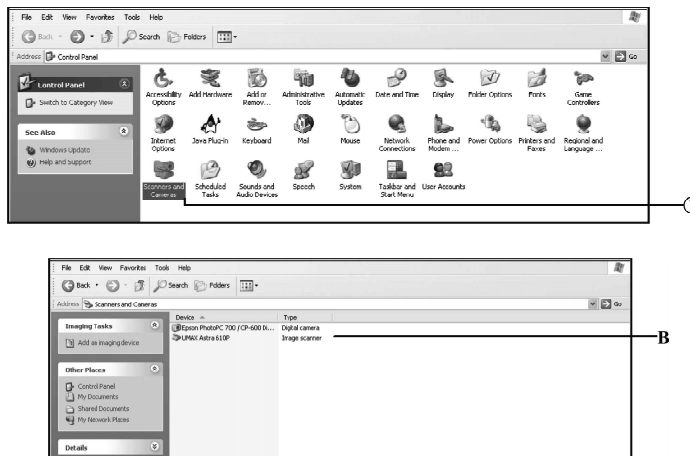 File Edit View Favorites Tools Help
Back Search Folders
Address Control Panel Go
Control Panel
Switch to Category View
See Also
Windows Update
Help and Support
Accessibility Options
Add Hardware
Add or Remov...
Administrative Tools
Automatic Updates
Date and Time
Display
Folder Options
Fonts
Game Controllers
Internet Options
Java Plug-in
Keyboard
Mail
Mouse
Network Connections
Phone and Modem ...
Power Options
Printers and Faxes
Regional and Language ...
Scanners and Cameras
Scheduled Tasks
Sounds and Audio Devices
Speech
System
Taskbar and Start Menu
User Accounts
File Edit View Favorites Tools Help
Back Search Folders
Address Scanners and Cameras Go
Imaging Tasks
Add an imaging device
Other Places
Control Panel
My Documents
Shared Documents
My Network Places
Details
Device Type
Epson PhotoPC 700 / CP-600 Di... Digital camera
UMAX Astra 610P Image scanner
B